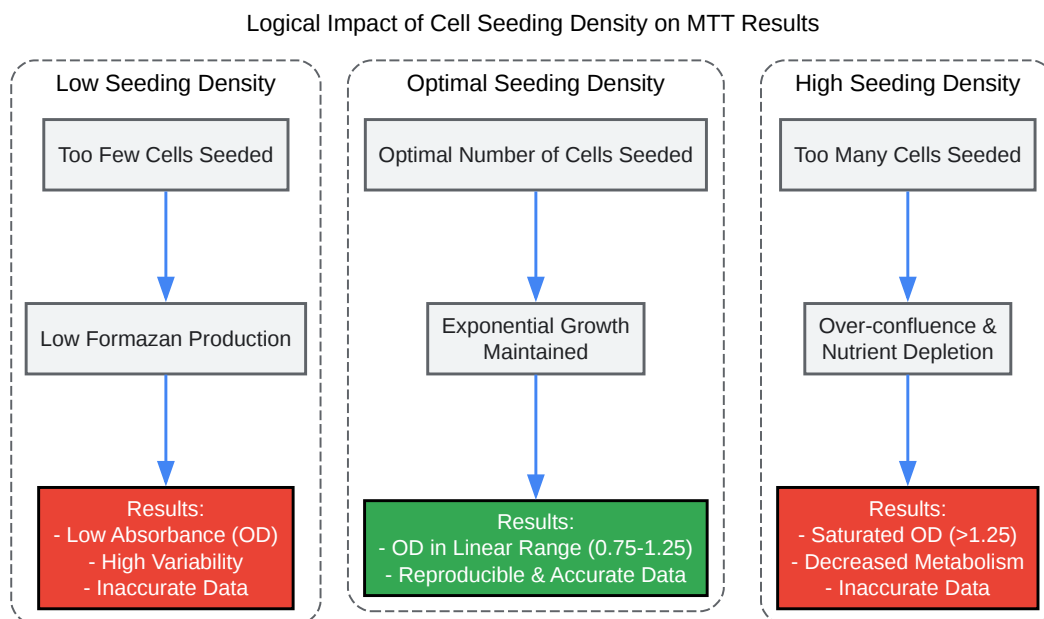 Logical Impact of Cell Seeding Density on MTT Results
Low Seeding Density
Too Few Cells Seeded
Low Formazan Production
Results:
- Low Absorbance (OD)
- High Variability
- Inaccurate Data
Optimal Seeding Density
Optimal Number of Cells Seeded
Exponential Growth
Maintained
Results:
- OD in Linear Range (0.75-1.25)
- Reproducible & Accurate Data
High Seeding Density
Too Many Cells Seeded
Over-confluence &
Nutrient Depletion
Results:
- Saturated OD (>1.25)
- Decreased Metabolism
- Inaccurate Data